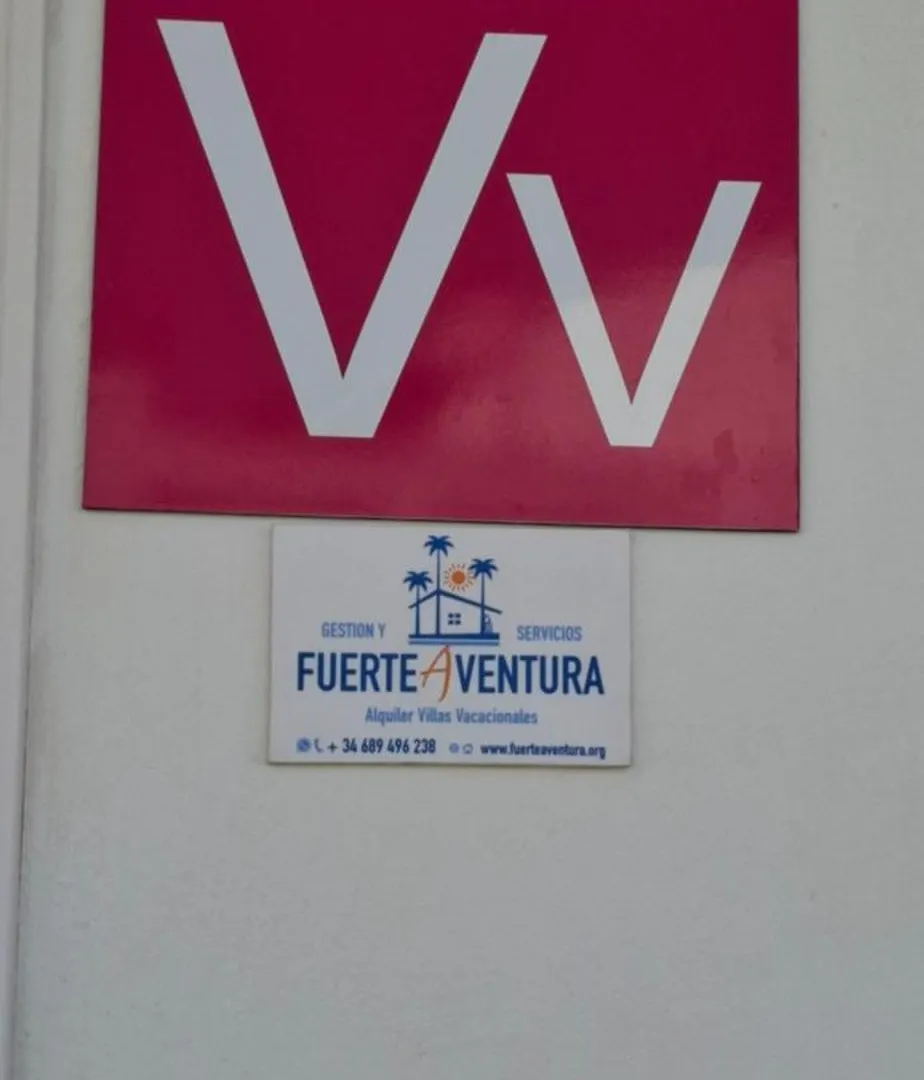 Vv
GESTION Y SERVICIOS
FUERTEAVENTURA
Alquiler Villas Vacacionales
+ 34 689 496 238 www.fuerteaventura.org